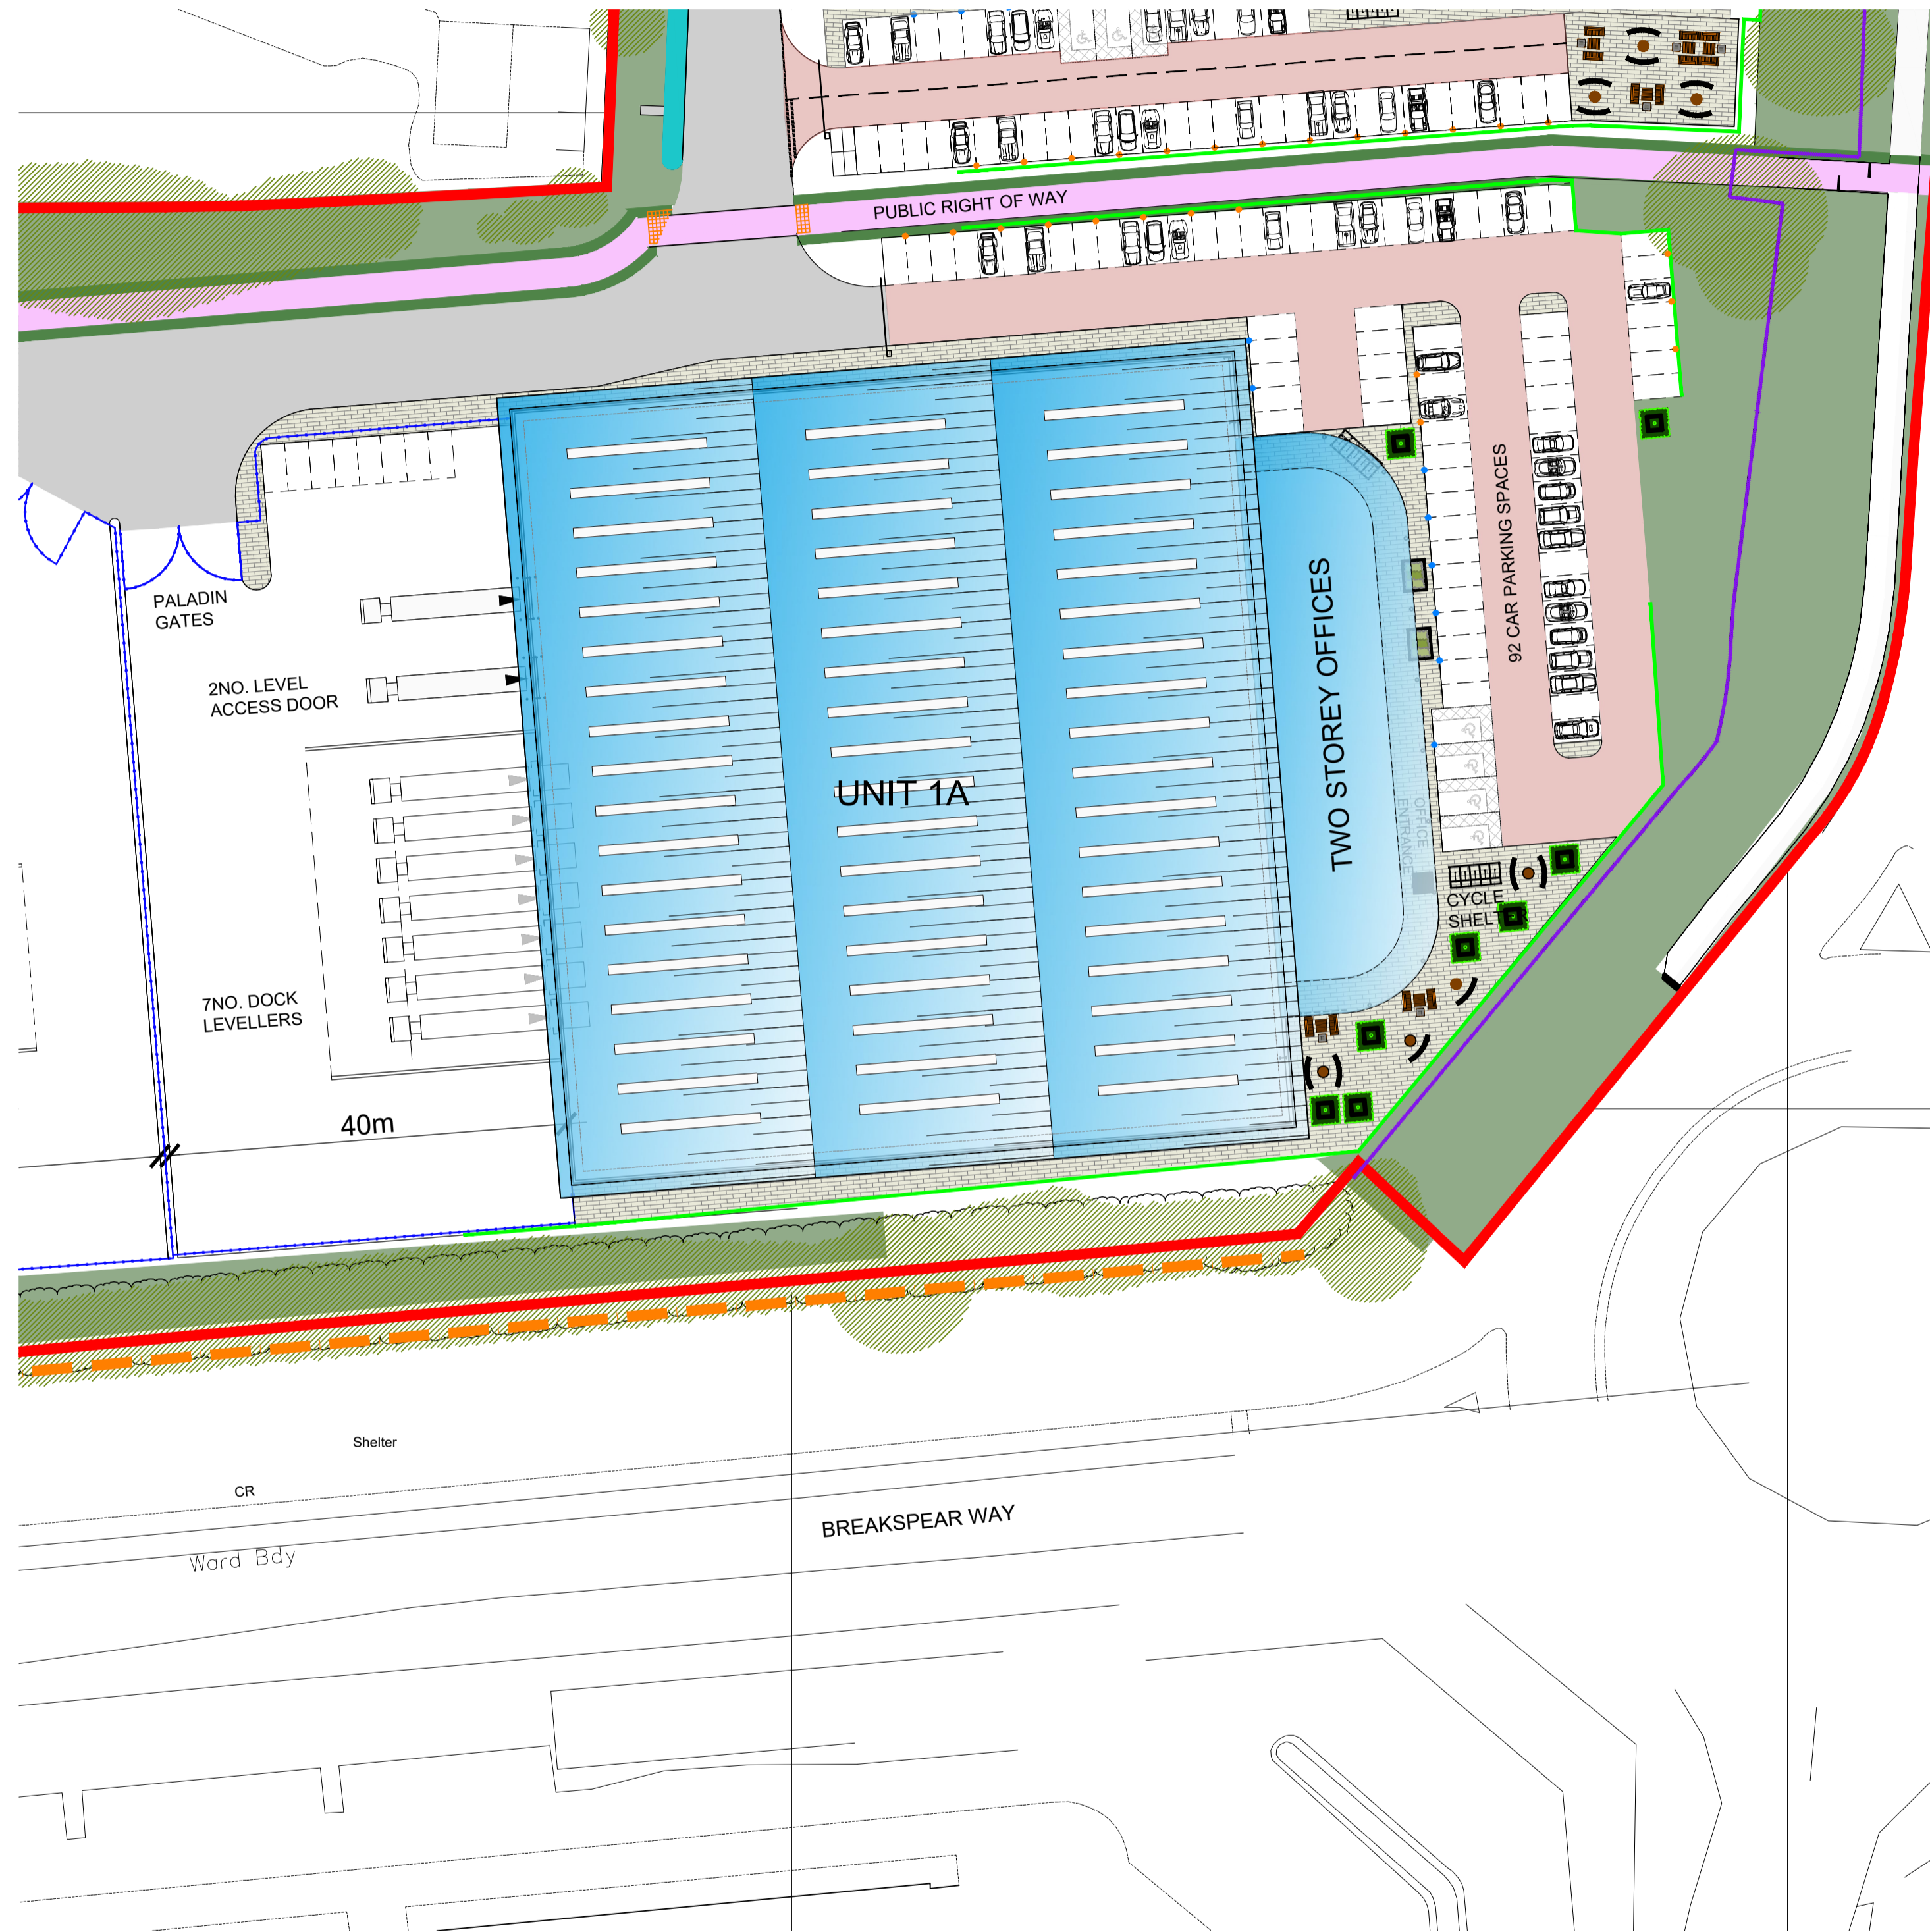 PUBLIC RIGHT OF WAY
PALADIN
GATES
2NO. LEVEL
ACCESS DOOR
UNIT 1A
TWO STOREY OFFICES
92 CAR PARKING SPACES
OFFICE
ENTRANCE
CYCLE
SHELTER
7NO. DOCK
LEVELLERS
40m
Shelter
CR
BREAKSPEAR WAY
Ward Bdy